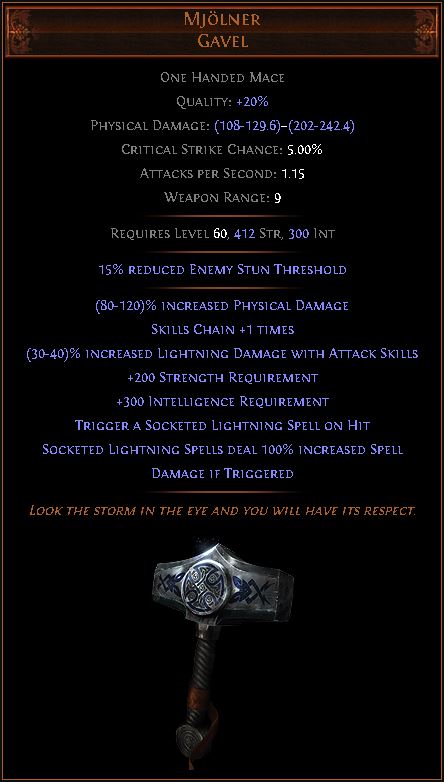 Mjölner
Gavel
One Handed Mace
Quality: +20%
Physical Damage: (108-129.6)–(202-242.4)
Critical Strike Chance: 5.00%
Attacks per Second: 1.15
Weapon Range: 9
Requires Level 60, 412 Str, 300 Int
15% reduced Enemy Stun Threshold
(80-120)% increased Physical Damage
Skills Chain +1 times
(30-40)% increased Lightning Damage with Attack Skills
+200 Strength Requirement
+300 Intelligence Requirement
Trigger a Socketed Lightning Spell on Hit
Socketed Lightning Spells deal 100% increased Spell
Damage if Triggered
Look the storm in the eye and you will have its respect.